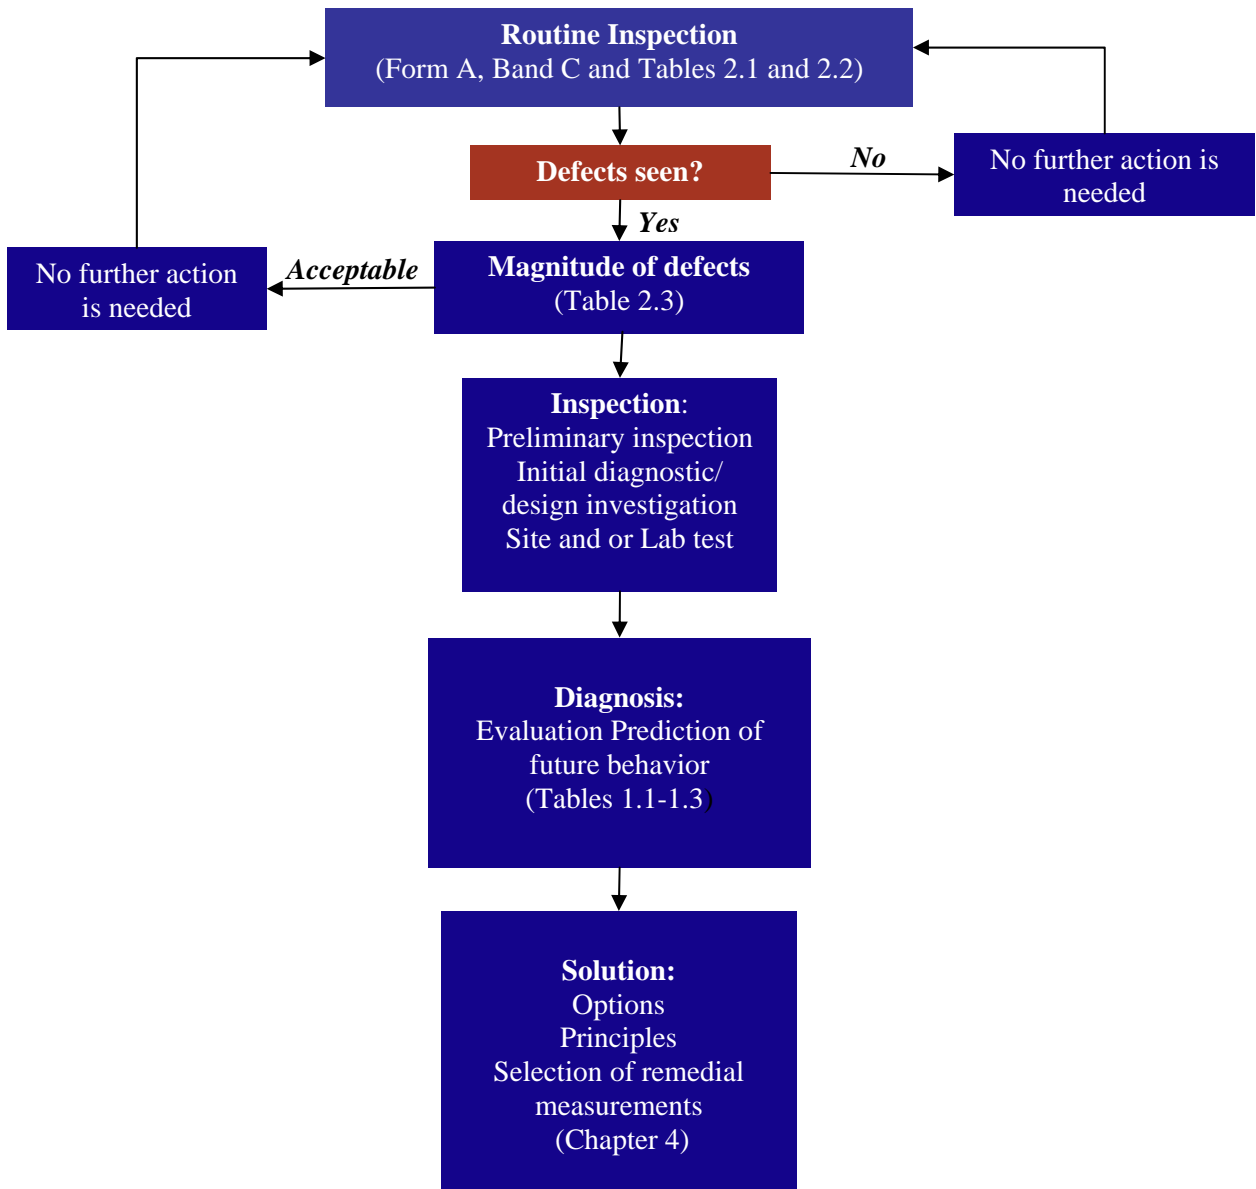 Routine Inspection
(Form A, Band C and Tables 2.1 and 2.2)
Defects seen?
No
No further action is
needed
Yes
Magnitude of defects
(Table 2.3)
Acceptable
No further action
is needed
Inspection:
Preliminary inspection
Initial diagnostic/
design investigation
Site and or Lab test
Diagnosis:
Evaluation Prediction of
future behavior
(Tables 1.1-1.3)
Solution:
Options
Principles
Selection of remedial
measurements
(Chapter 4)